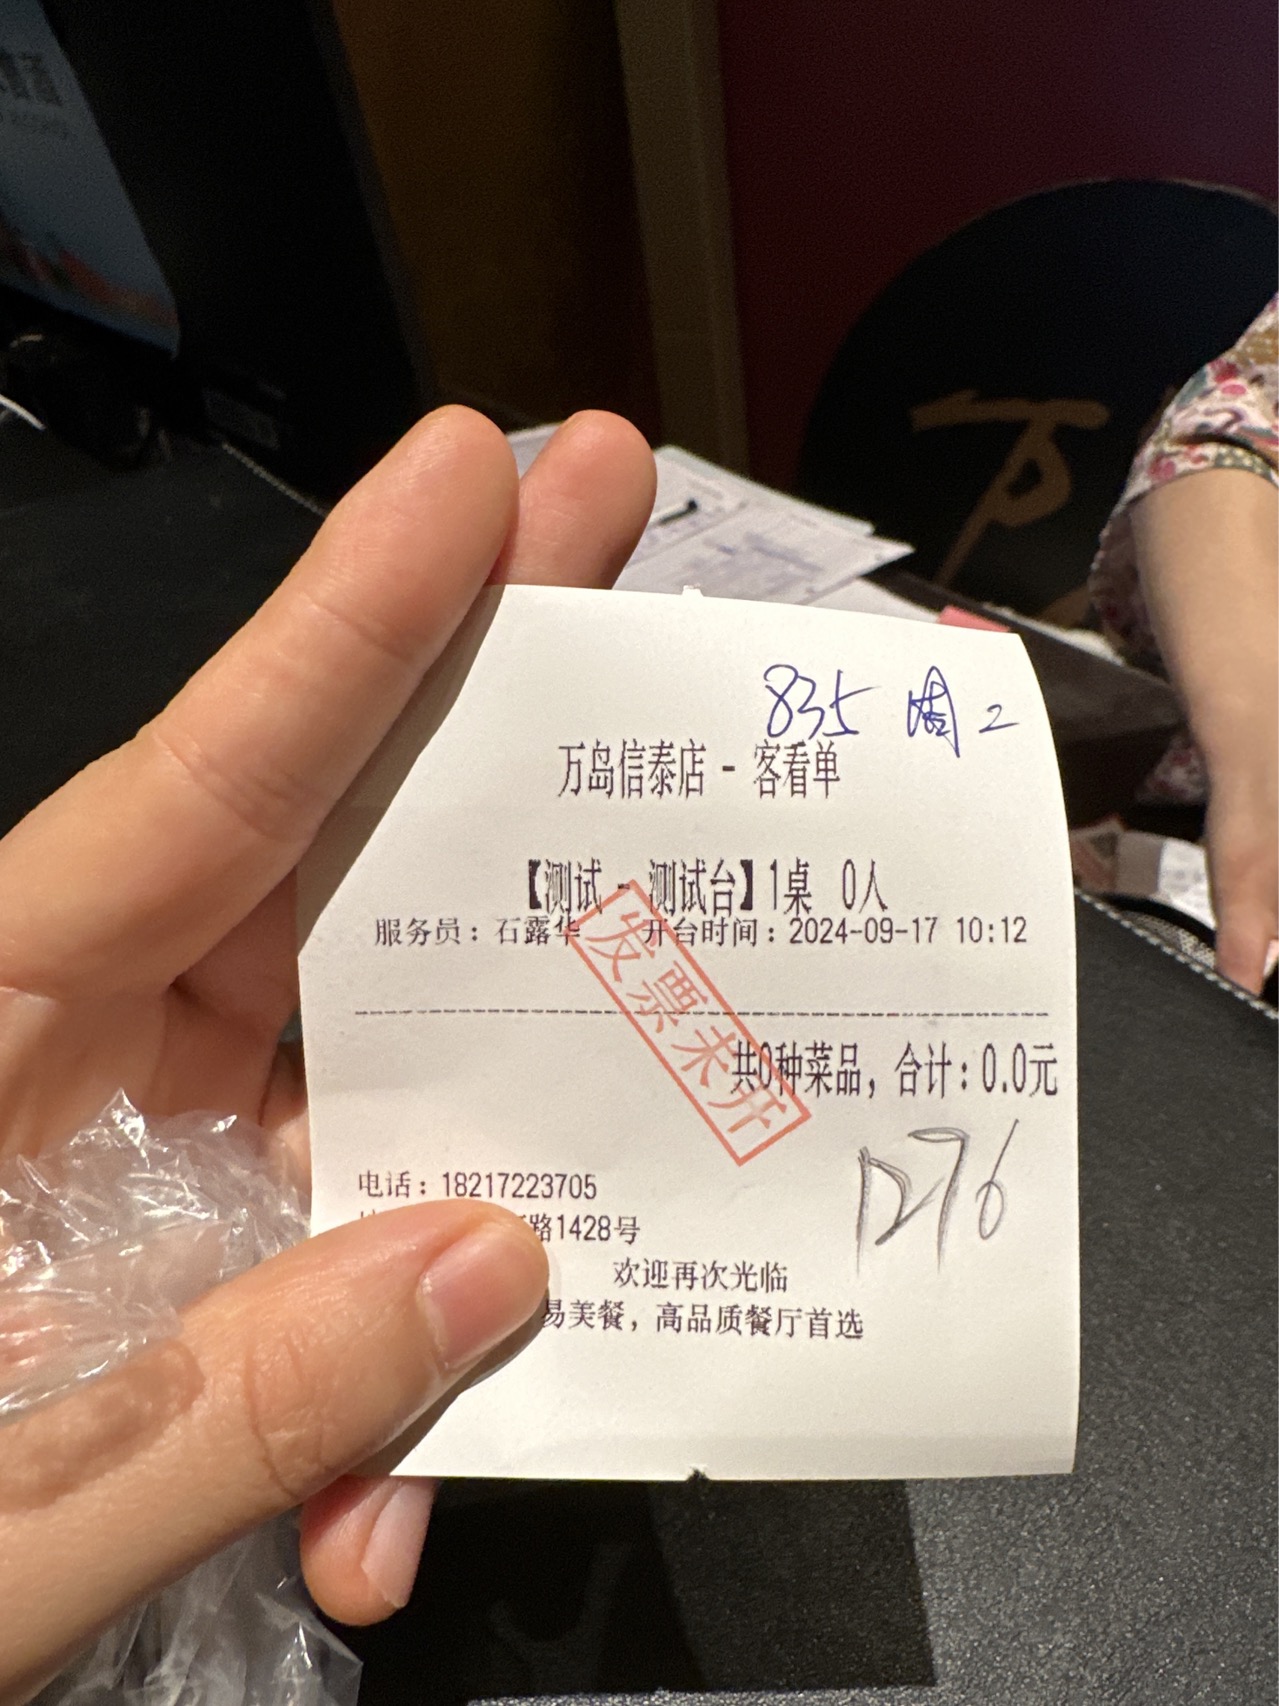 835 周二
万岛信泰店 - 客看单
【测试 - 测试台】1桌 0人
服务员：石露华 开台时间：2024-09-17 10:12
发票未开
共0种菜品，合计：0.0元
1276
电话：18217223705
路1428号
欢迎再次光临
易美餐，高品质餐厅首选